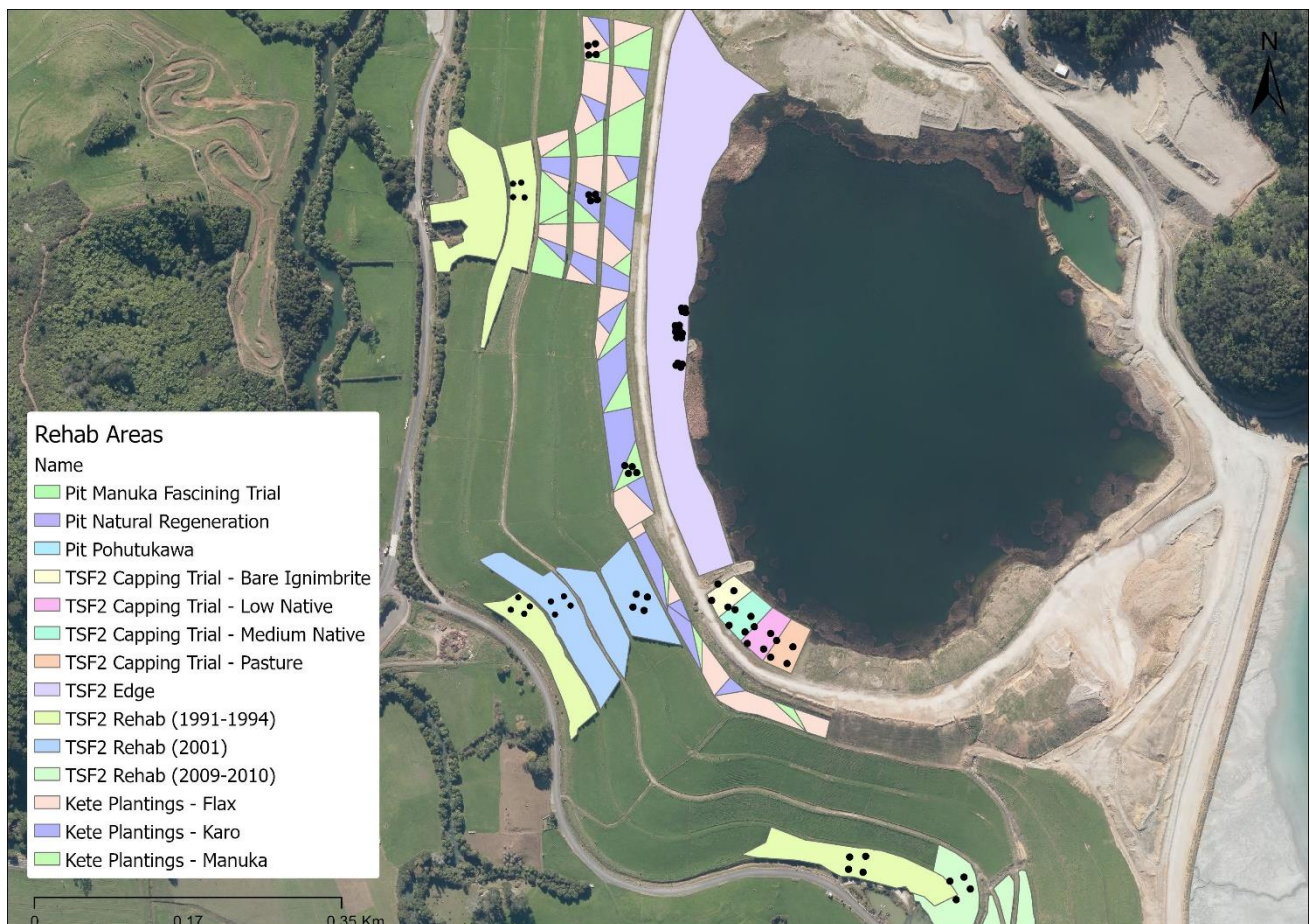 N
Rehab Areas
Name
Pit Manuka Fascining Trial
Pit Natural Regeneration
Pit Pohutukawa
TSF2 Capping Trial - Bare Ignimbrite
TSF2 Capping Trial - Low Native
TSF2 Capping Trial - Medium Native
TSF2 Capping Trial - Pasture
TSF2 Edge
TSF2 Rehab (1991-1994)
TSF2 Rehab (2001)
TSF2 Rehab (2009-2010)
Kete Plantings - Flax
Kete Plantings - Karo
Kete Plantings - Manuka
0 0.17 0.35 Km